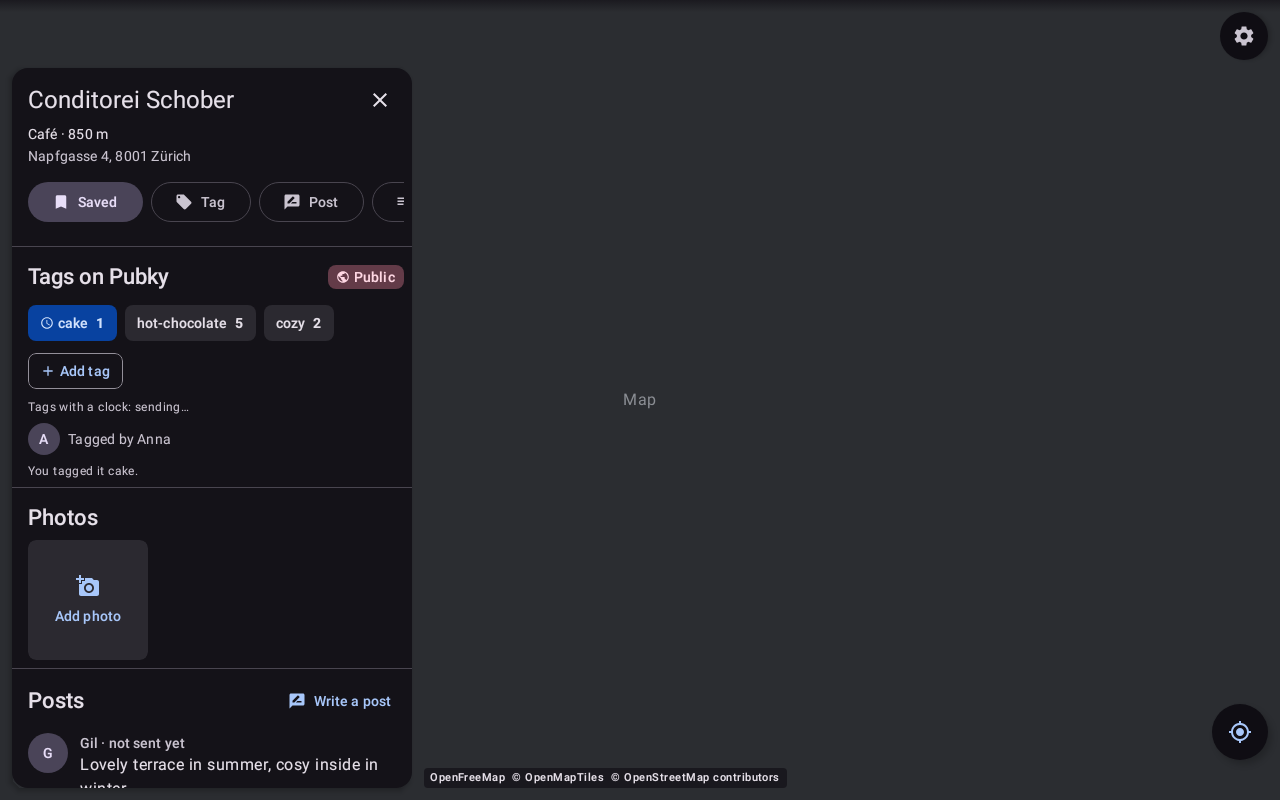 Conditorei Schober
Café · 850 m
Napfgasse 4, 8001 Zürich
Saved
Tag
Post
Tags on Pubky
Public
cake 1
hot-chocolate 5
cozy 2
Add tag
Tags with a clock: sending…
A
Tagged by Anna
You tagged it cake.
Photos
Add photo
Posts
Write a post
G
Gil · not sent yet
Lovely terrace in summer, cosy inside in
winter
Map
OpenFreeMap © OpenMapTiles © OpenStreetMap contributors